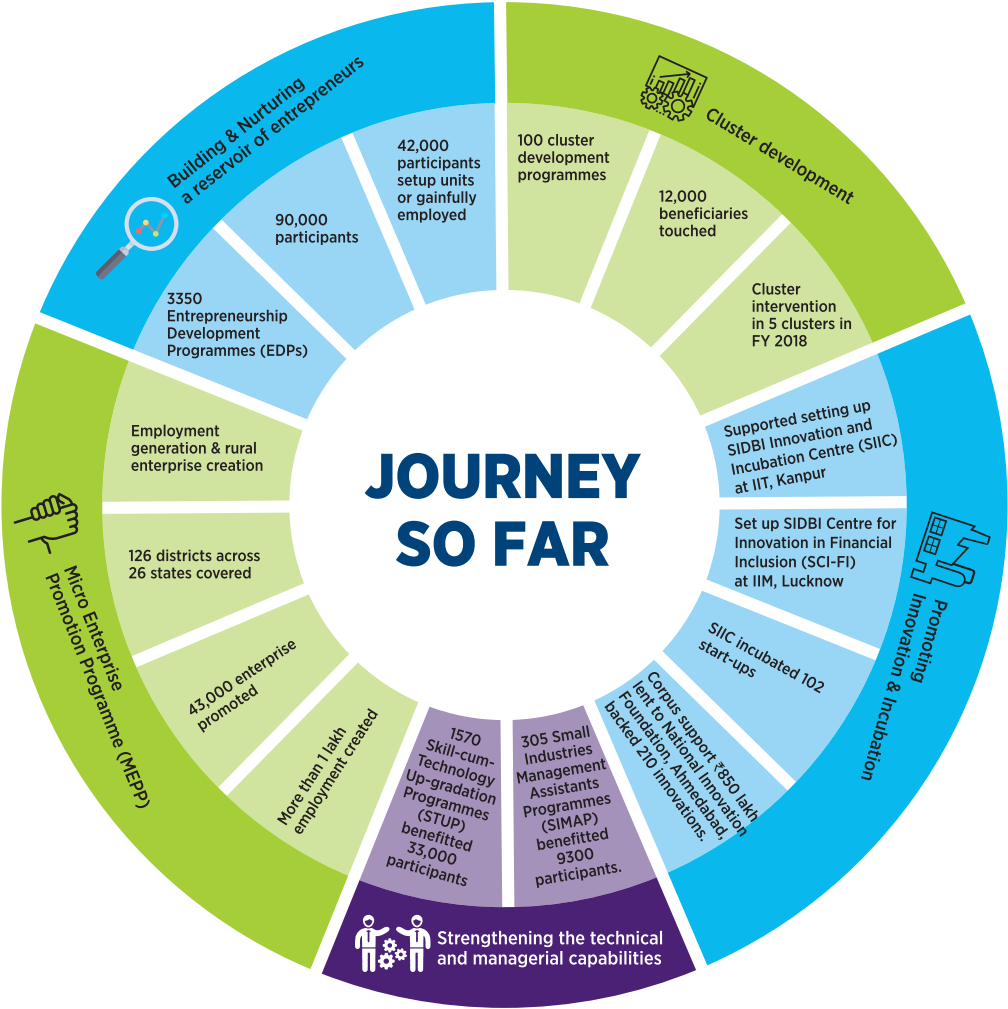 JOURNEY
SO FAR
Cluster development
100 cluster
development
programmes
12,000
beneficiaries
touched
Cluster
intervention
in 5 clusters in
FY 2018
Promoting
Innovation & Incubation
Supported setting up
SIDBI Innovation and
Incubation Centre (SIIC)
at IIT, Kanpur
Set up SIDBI Centre for
Innovation in Financial
Inclusion (SCI-FI)
at IIM, Lucknow
SIIC incubated 102
start-ups
Corpus support ₹850 lakh
lent to National Innovation
Foundation, Ahmedabad,
backed 210 innovations.
Strengthening the technical
and managerial capabilities
305 Small
Industries
Management
Assistants
Programmes
(SIMAP)
benefitted
9300
participants.
1570
Skill-cum-
Technology
Up-gradation
Programmes
(STUP)
benefitted
33,000
participants
Micro Enterprise
Promotion Programme (MEPP)
More than 1 lakh
employment created
43,000 enterprise
promoted
126 districts across
26 states covered
Employment
generation & rural
enterprise creation
Building & Nurturing
a reservoir of entrepreneurs
3350
Entrepreneurship
Development
Programmes (EDPs)
90,000
participants
42,000
participants
setup units
or gainfully
employed